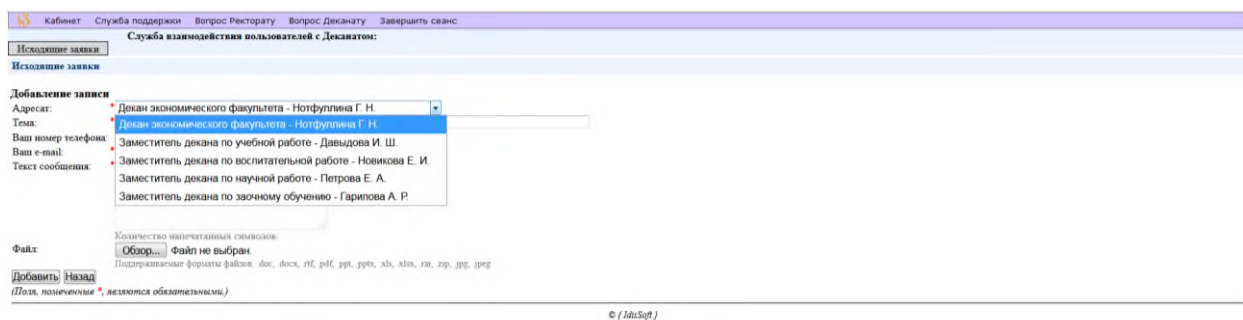 Кабинет Служба поддержки Вопрос Ректорату Вопрос Деканату Завершить сеанс
Служба взаимодействия пользователей с Деканатом:
Исходящие заявки
Исходящие заявки
Добавление записи
Адресат: * Декан экономического факультета - Нотфуллина Г. Н.
Тема: * Декан экономического факультета - Нотфуллина Г. Н.
Ваш номер телефона: Заместитель декана по учебной работе - Давыдова И. Ш.
Ваш e-mail: * Заместитель декана по воспитательной работе - Новикова Е. И.
Текст сообщения: *
Заместитель декана по научной работе - Петрова Е. А.
Заместитель декана по заочному обучению - Гарипова А. Р.
Количество напечатанных символов:
Файл: Обзор... Файл не выбран.
Поддерживаемые форматы файлов: doc, docx, rtf, pdf, ppt, pptx, xls, xlsx, rar, zip, jpg, jpeg
Добавить Назад
(Поля, помеченные *, являются обязательными.)
© { IdisSoft }